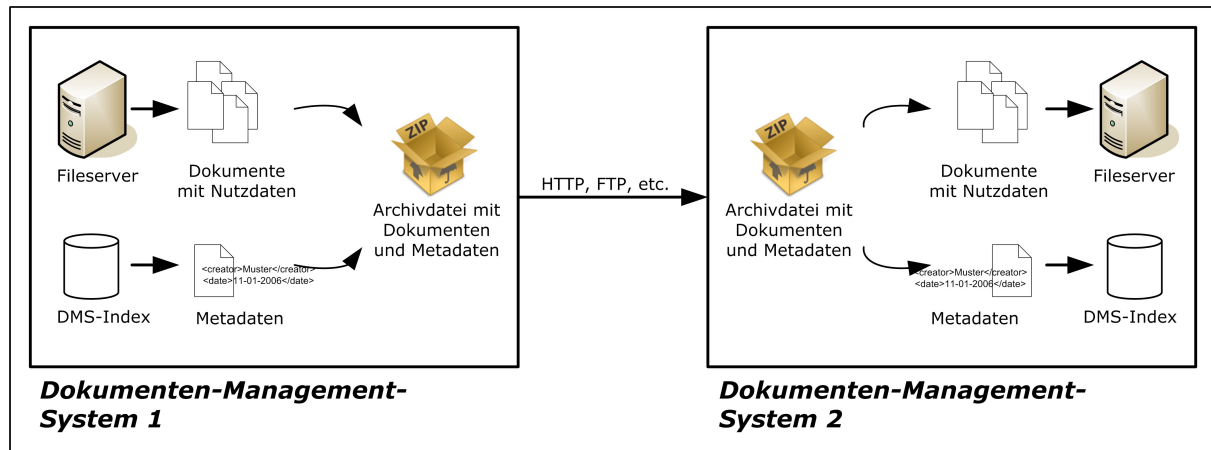 Fileserver
Dokumente
mit Nutzdaten
ZIP
Archivdatei mit
Dokumenten
und Metadaten
<creator>Muster</creator>
<date>11-01-2006</date>
DMS-Index
Metadaten
Dokumenten-Management-
System 1
HTTP, FTP, etc.
ZIP
Archivdatei mit
Dokumenten
und Metadaten
Dokumente
mit Nutzdaten
Fileserver
<creator>Muster</creator>
<date>11-01-2006</date>
Metadaten
DMS-Index
Dokumenten-Management-
System 2